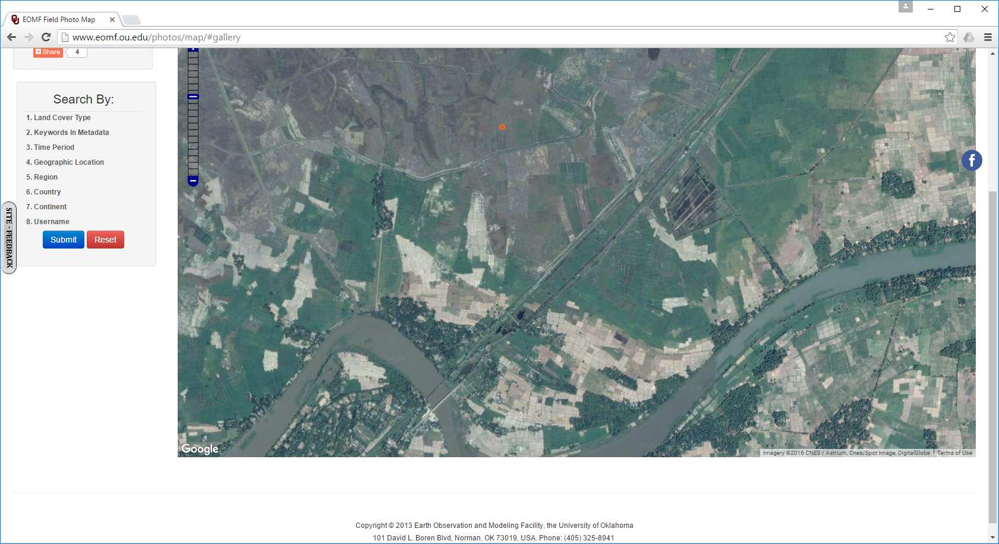 EOMF Field Photo Map
www.eomf.ou.edu/photos/map/#gallery
Share 4
Search By:
1. Land Cover Type
2. Keywords In Metadata
3. Time Period
4. Geographic Location
5. Region
6. Country
7. Continent
8. Username
Submit Reset
SITE - FEEDBACK
Google
Imagery ©2016 CNES / Astrium, Cnes/Spot Image, DigitalGlobe
Terms of Use
Copyright © 2013 Earth Observation and Modeling Facility, the University of Oklahoma
101 David L. Boren Blvd, Norman, OK 73019, USA. Phone: (405) 325-8941